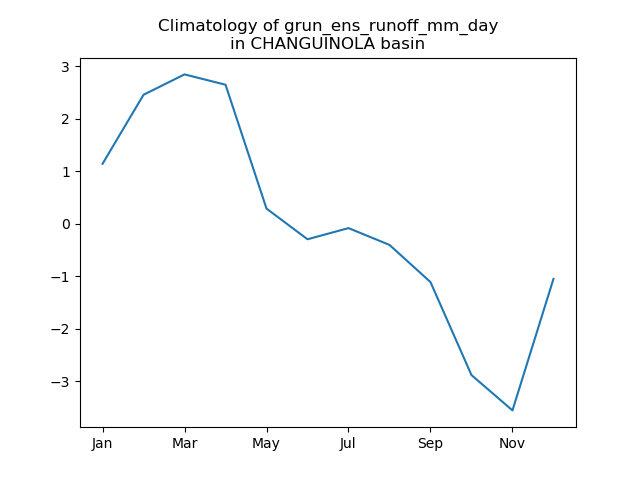 Climatology of grun_ens_runoff_mm_day
in CHANGUINOLA basin
3
2
1
0
−1
−2
−3
Jan Mar May Jul Sep Nov